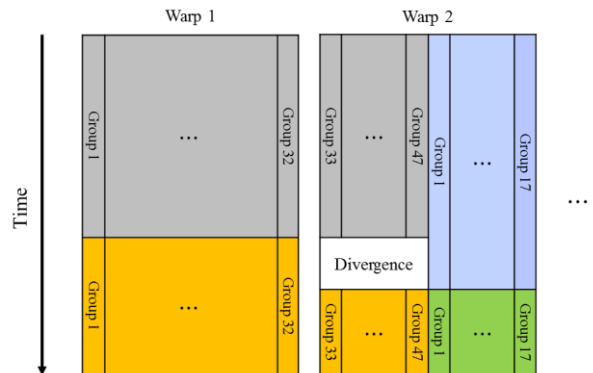 Warp 1
Warp 2
Time
Group 1
...
Group 32
Group 33
...
Group 47
Group 1
...
Group 17
...
Divergence
Group 1
...
Group 32
Group 33
...
Group 47
Group 1
...
Group 17